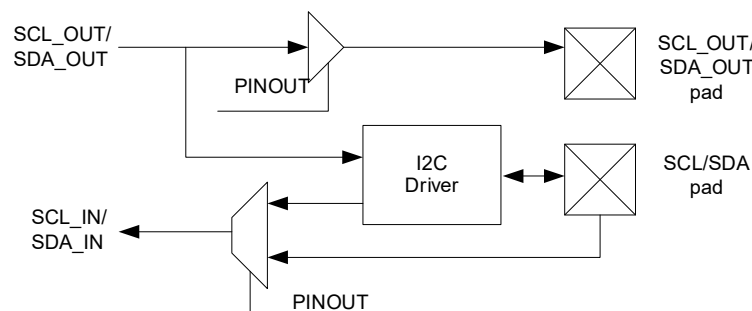 SCL_OUT/
SDA_OUT
PINOUT
SCL_OUT/
SDA_OUT
pad
I2C
Driver
SCL/SDA
pad
SCL_IN/
SDA_IN
PINOUT